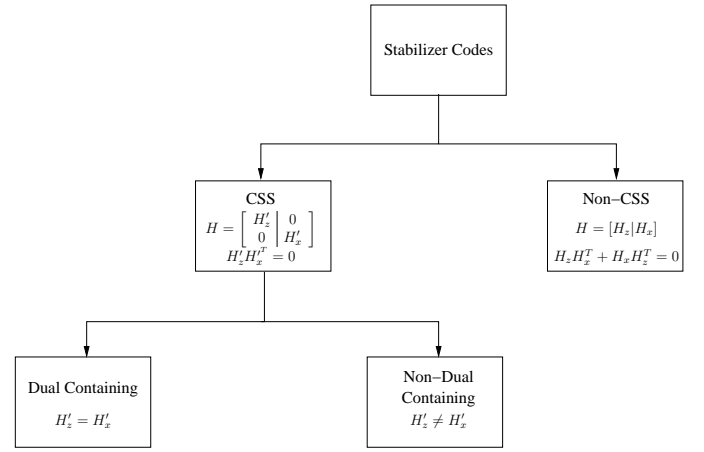 Stabilizer Codes
CSS
H = [ H′_z | 0
0 | H′_x ]
H′_z H′_x^T = 0
Non−CSS
H = [H_z|H_x]
H_z H_x^T + H_x H_z^T = 0
Dual Containing
H′_z = H′_x
Non−Dual
Containing
H′_z ≠ H′_x